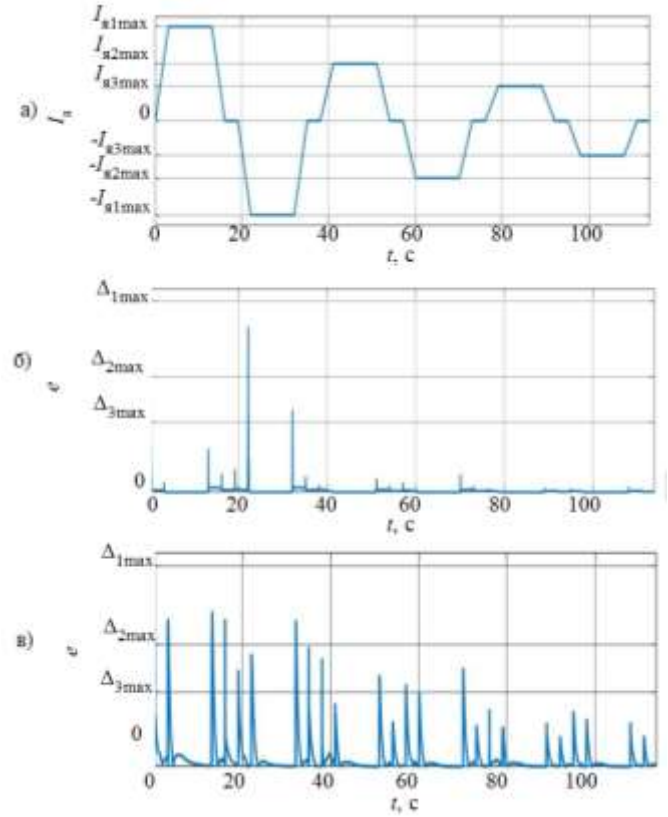 Iя1max
Iя2max
Iя3max
а) Iя 0
-Iя3max
-Iя2max
-Iя1max
0 20 40 60 80 100
t, с
Δ1max
б) e Δ2max
Δ3max
0
0 20 40 60 80 100
t, с
Δ1max
в) e Δ2max
Δ3max
0
0 20 40 60 80 100
t, с